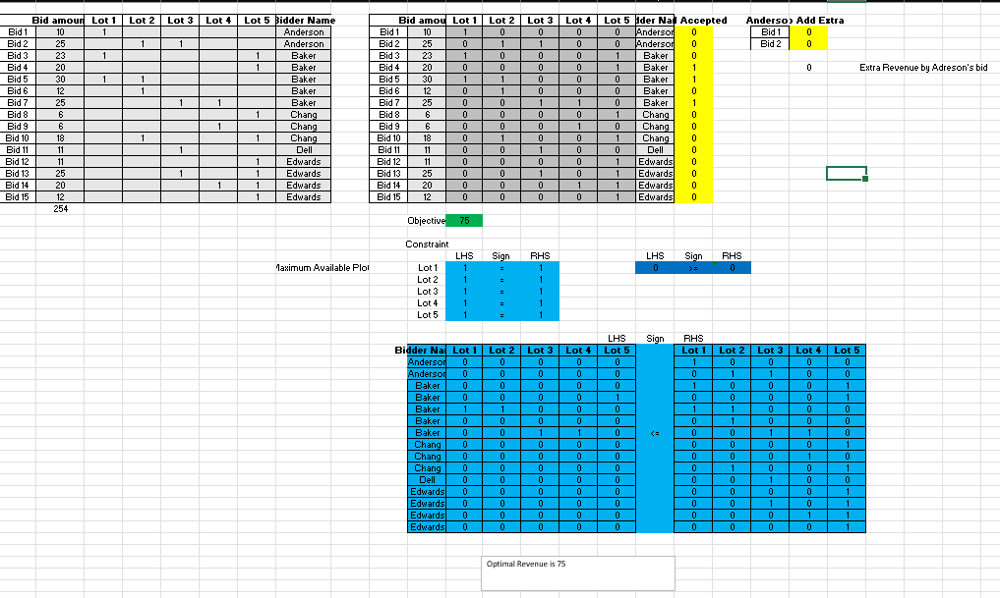 Bid amoun Lot 1 Lot 2 Lot 3 Lot 4 Lot 5 Bidder Name Bid amou Lot 1 Lot 2 Lot 3 Lot 4 Lot 5 dder Na Accepted Anderso Add Extra
Bid 1 10 1 Anderson Bid 1 10 1 0 0 0 0 Anderson 0 Bid 1 0
Bid 2 25 1 1 Anderson Bid 2 25 0 1 1 0 0 Anderson 0 Bid 2 0
Bid 3 23 1 1 Baker Bid 3 23 1 0 0 0 1 Baker 0
Bid 4 20 1 Baker Bid 4 20 0 0 0 0 1 Baker 1 0 Extra Revenue by Adreson's bid
Bid 5 30 1 1 Baker Bid 5 30 1 1 0 0 0 Baker 1
Bid 6 12 1 Baker Bid 6 12 0 1 0 0 0 Baker 0
Bid 7 25 1 1 Baker Bid 7 25 0 0 1 1 0 Baker 1
Bid 8 6 1 Chang Bid 8 6 0 0 0 0 1 Chang 0
Bid 9 6 1 Chang Bid 9 6 0 0 0 1 0 Chang 0
Bid 10 18 1 1 Chang Bid 10 18 0 1 0 0 1 Chang 0
Bid 11 11 1 Dell Bid 11 11 0 0 1 0 0 Dell 0
Bid 12 11 1 Edwards Bid 12 11 0 0 0 0 1 Edwards 0
Bid 13 25 1 1 Edwards Bid 13 25 0 0 1 0 1 Edwards 0
Bid 14 20 1 1 Edwards Bid 14 20 0 0 0 1 1 Edwards 0
Bid 15 12 1 Edwards Bid 15 12 0 0 0 0 1 Edwards 0
254
Objective 75
Constraint
LHS Sign RHS LHS Sign RHS
Maximum Available Plo Lot 1 1 = 1 0 >= 0
Lot 2 1 = 1
Lot 3 1 = 1
Lot 4 1 = 1
Lot 5 1 = 1
LHS Sign RHS
Bidder Na Lot 1 Lot 2 Lot 3 Lot 4 Lot 5 Lot 1 Lot 2 Lot 3 Lot 4 Lot 5
Anderson 0 0 0 0 0 1 0 0 0 0
Anderson 0 0 0 0 0 0 1 1 0 0
Baker 0 0 0 0 0 1 0 0 0 1
Baker 0 0 0 0 1 0 0 0 0 1
Baker 1 1 0 0 0 1 1 0 0 0
Baker 0 0 0 0 0 0 1 0 0 0
Baker 0 0 1 1 0 <= 0 0 1 1 0
Chang 0 0 0 0 0 0 0 0 0 1
Chang 0 0 0 0 0 0 0 0 1 0
Chang 0 0 0 0 0 0 1 0 0 1
Dell 0 0 0 0 0 0 0 1 0 0
Edwards 0 0 0 0 0 0 0 0 0 1
Edwards 0 0 0 0 0 0 0 1 0 1
Edwards 0 0 0 0 0 0 0 0 1 1
Edwards 0 0 0 0 0 0 0 0 0 1
Optimal Revenue is 75